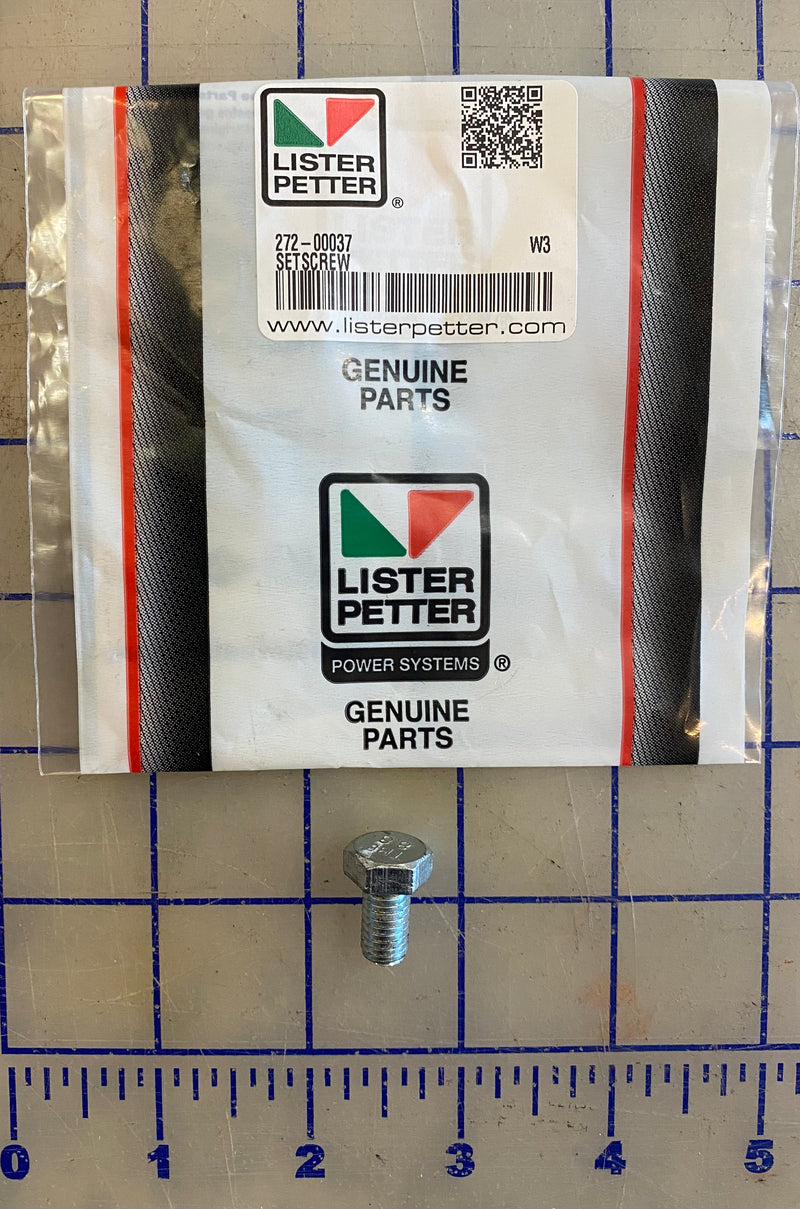 LISTER
PETTER
®
272-00037 W3
SETSCREW
www.listerpetter.com
GENUINE
PARTS
LISTER
PETTER
POWER SYSTEMS ®
GENUINE
PARTS
0 1 2 3 4 5